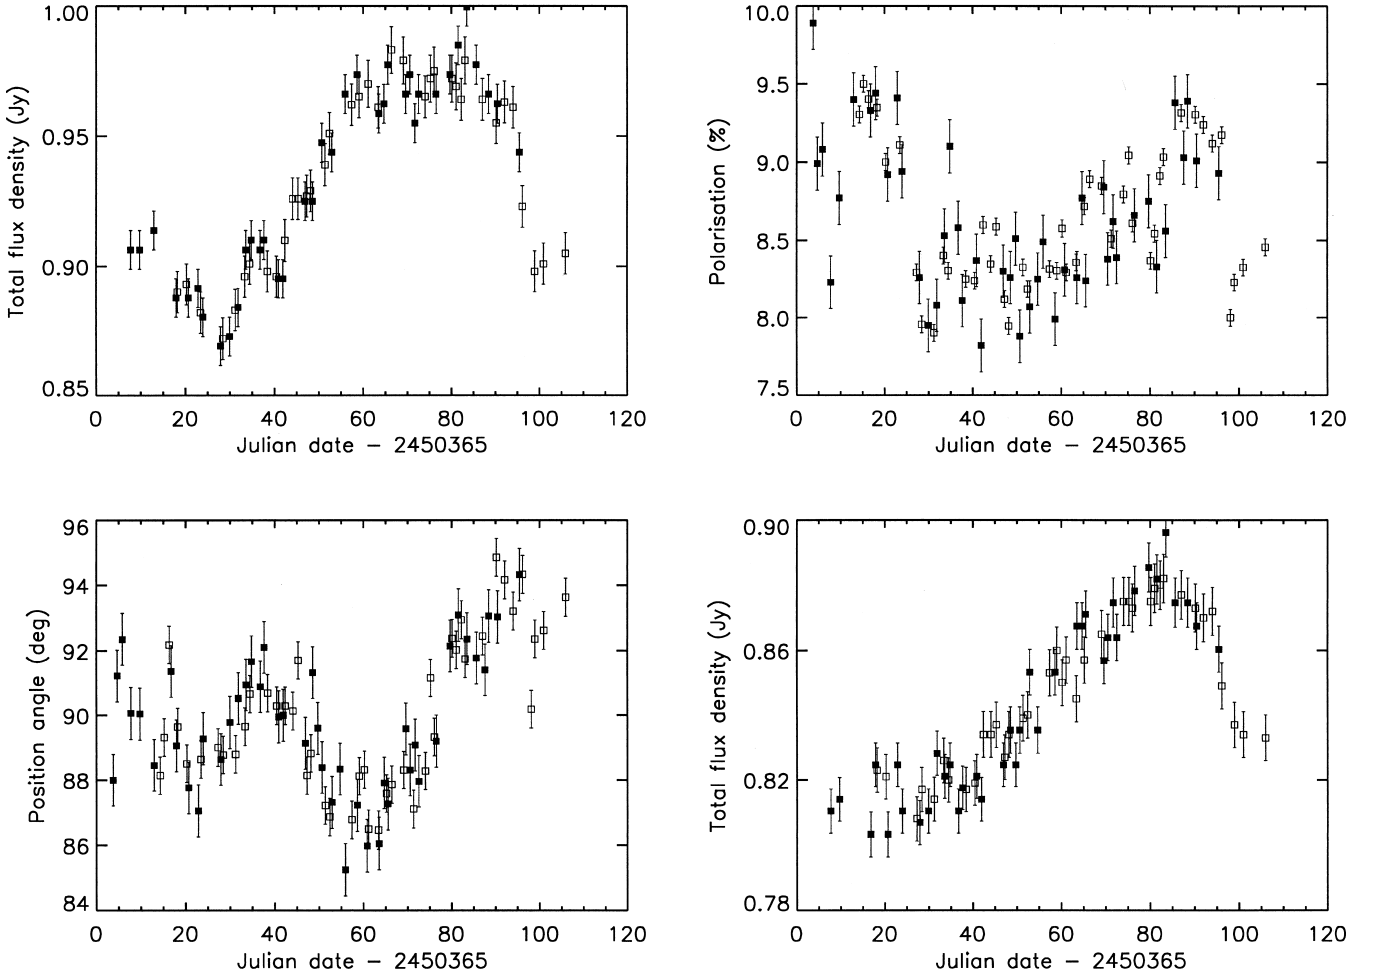 1.00
0.95
0.90
0.85
Total flux density (Jy)
0 20 40 60 80 100 120
Julian date – 2450365
10.0
9.5
9.0
8.5
8.0
7.5
Polarisation (%)
0 20 40 60 80 100 120
Julian date – 2450365
96
94
92
90
88
86
84
Position angle (deg)
0 20 40 60 80 100 120
Julian date – 2450365
0.90
0.86
0.82
0.78
Total flux density (Jy)
0 20 40 60 80 100 120
Julian date – 2450365